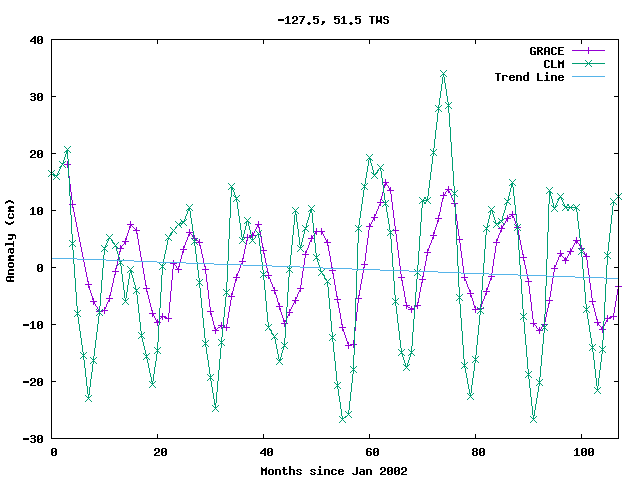 -127.5, 51.5 TWS
40
30
20
10
0
-10
-20
-30
Anomaly (cm)
GRACE
CLM
Trend Line
0 20 40 60 80 100
Months since Jan 2002